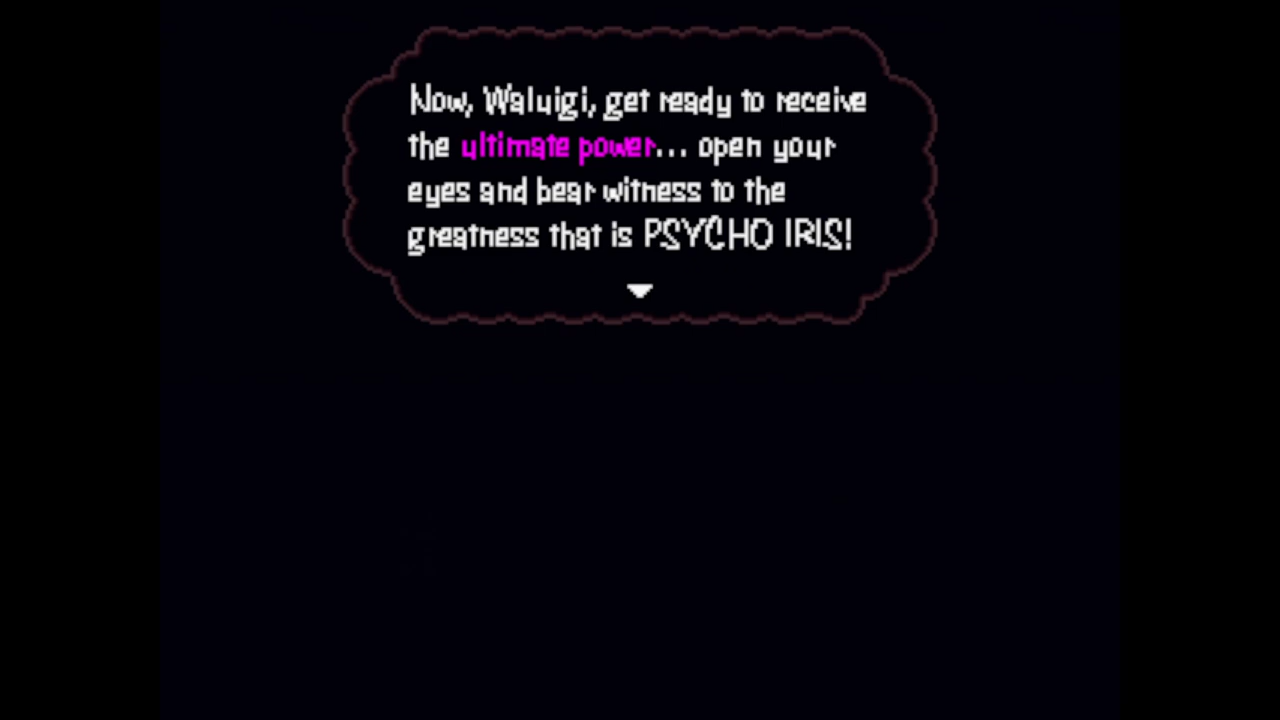 Now, Waluigi, get ready to receive
the ultimate power... open your
eyes and bear witness to the
greatness that is PSYCHO IRIS!